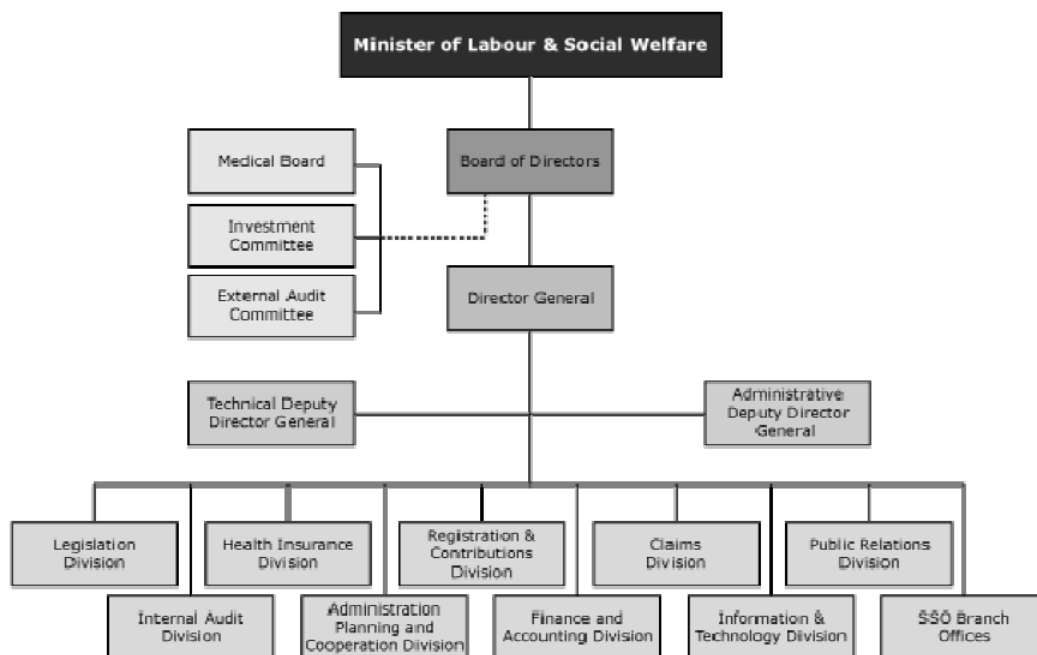 Minister of Labour & Social Welfare
Medical Board
Board of Directors
Investment
Committee
External Audit
Committee
Director General
Technical Deputy
Director General
Administrative
Deputy Director
General
Legislation
Division
Health Insurance
Division
Registration &
Contributions
Division
Claims
Division
Public Relations
Division
Internal Audit
Division
Administration
Planning and
Cooperation Division
Finance and
Accounting Division
Information &
Technology Division
SSO Branch
Offices